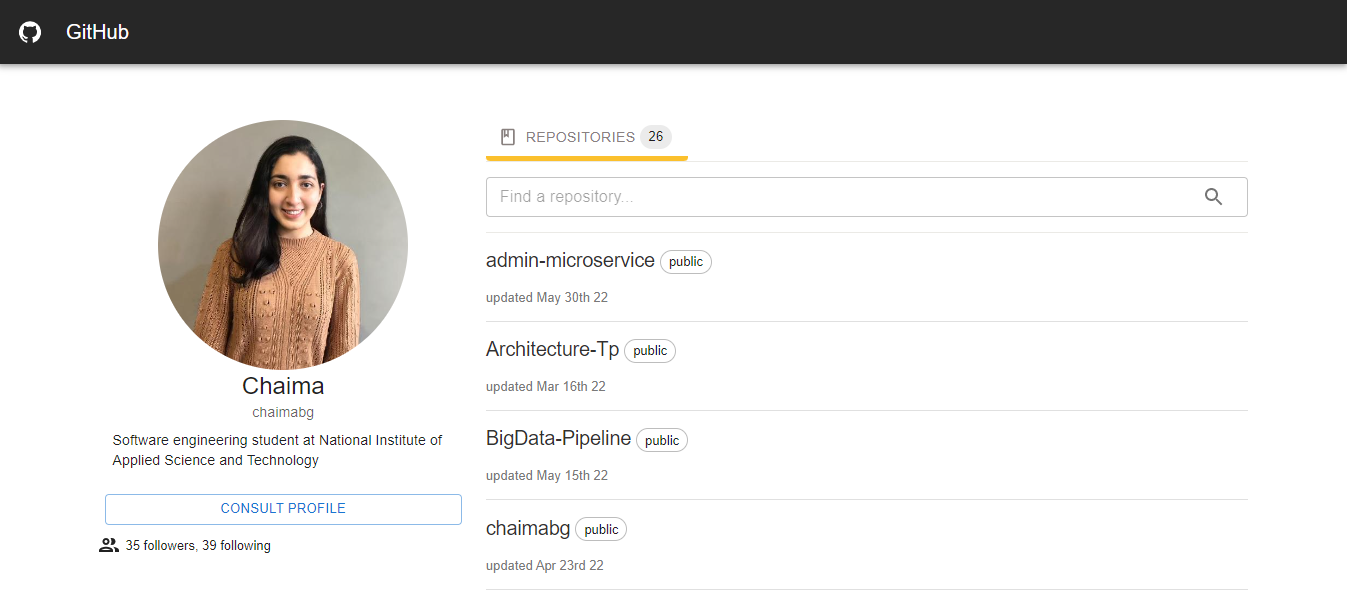 GitHub
Chaima
chaimabg
Software engineering student at National Institute of
Applied Science and Technology
CONSULT PROFILE
35 followers, 39 following
REPOSITORIES 26
Find a repository...
admin-microservice public
updated May 30th 22
Architecture-Tp public
updated Mar 16th 22
BigData-Pipeline public
updated May 15th 22
chaimabg public
updated Apr 23rd 22